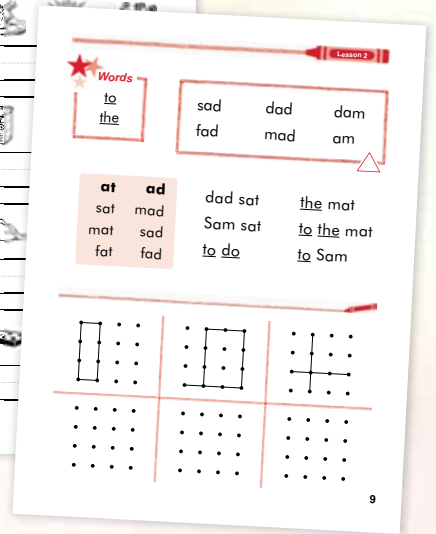 Lesson 2
Words
to
the
sad dad dam
fad mad am
at ad
sat mad
mat sad
fat fad
dad sat
Sam sat
to do
the mat
to the mat
to Sam
9